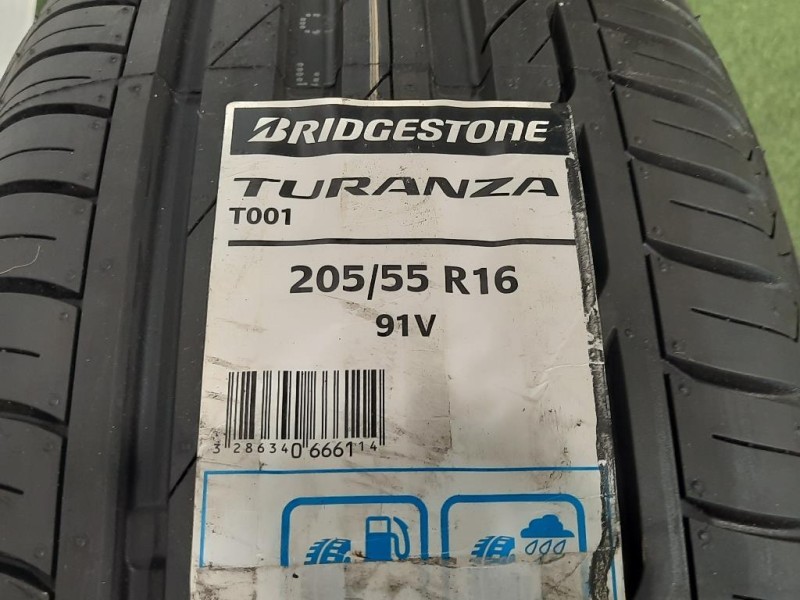 BRIDGESTONE
TURANZA
T001
205/55 R16
91V
3 286340 666114